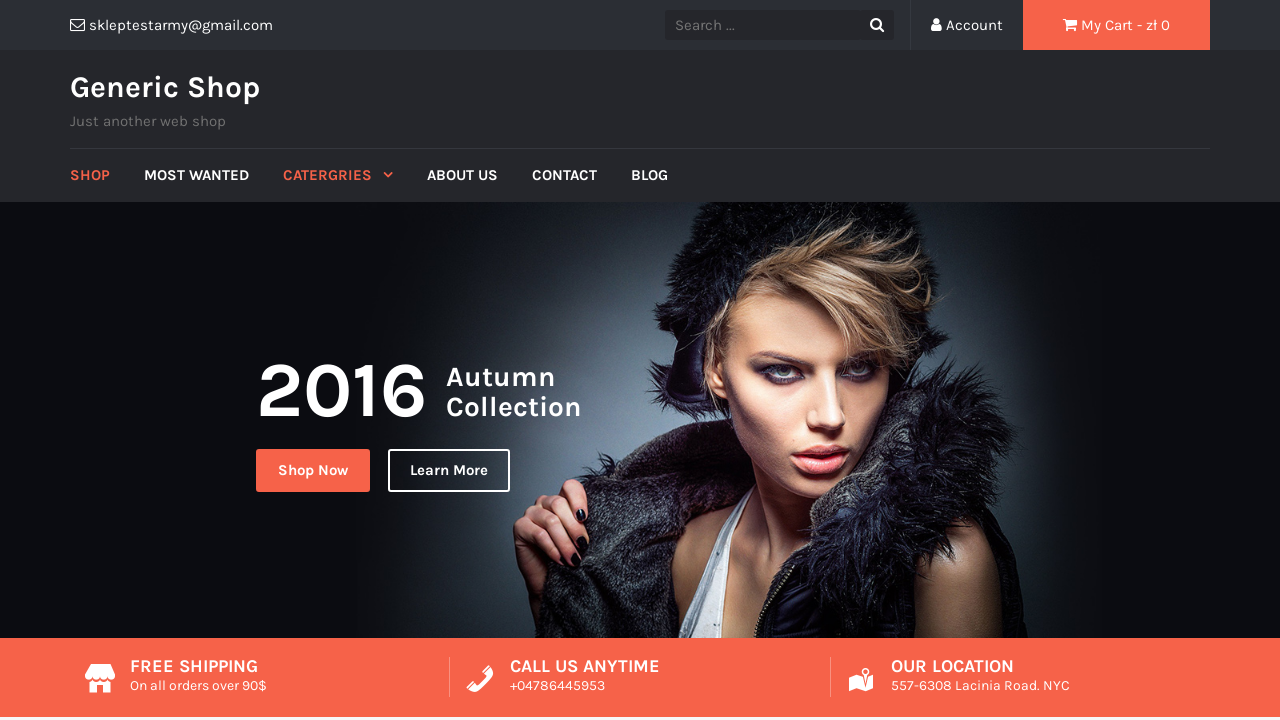 skleptestarmy@gmail.com
Search ...
Account
My Cart - zł 0
Generic Shop
Just another web shop
SHOP
MOST WANTED
CATERGRIES
ABOUT US
CONTACT
BLOG
2016
Autumn
Collection
Shop Now
Learn More
FREE SHIPPING
On all orders over 90$
CALL US ANYTIME
+04786445953
OUR LOCATION
557-6308 Lacinia Road. NYC